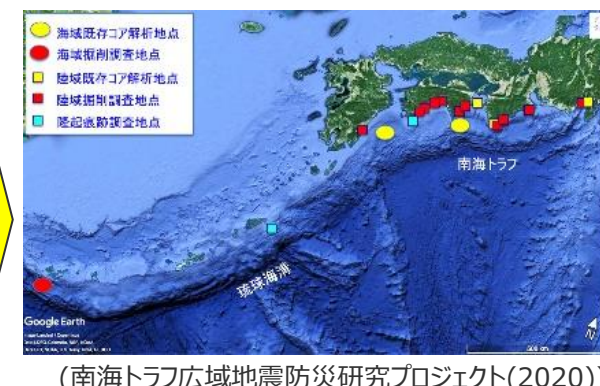 海域既存コア解析地点
海域掘削調査地点
陸域既存コア解析地点
陸域掘削調査地点
隆起痕跡調査地点
南海トラフ
琉球海溝
Google Earth
500 km
N
(南海トラフ広域地震防災研究プロジェクト(2020))